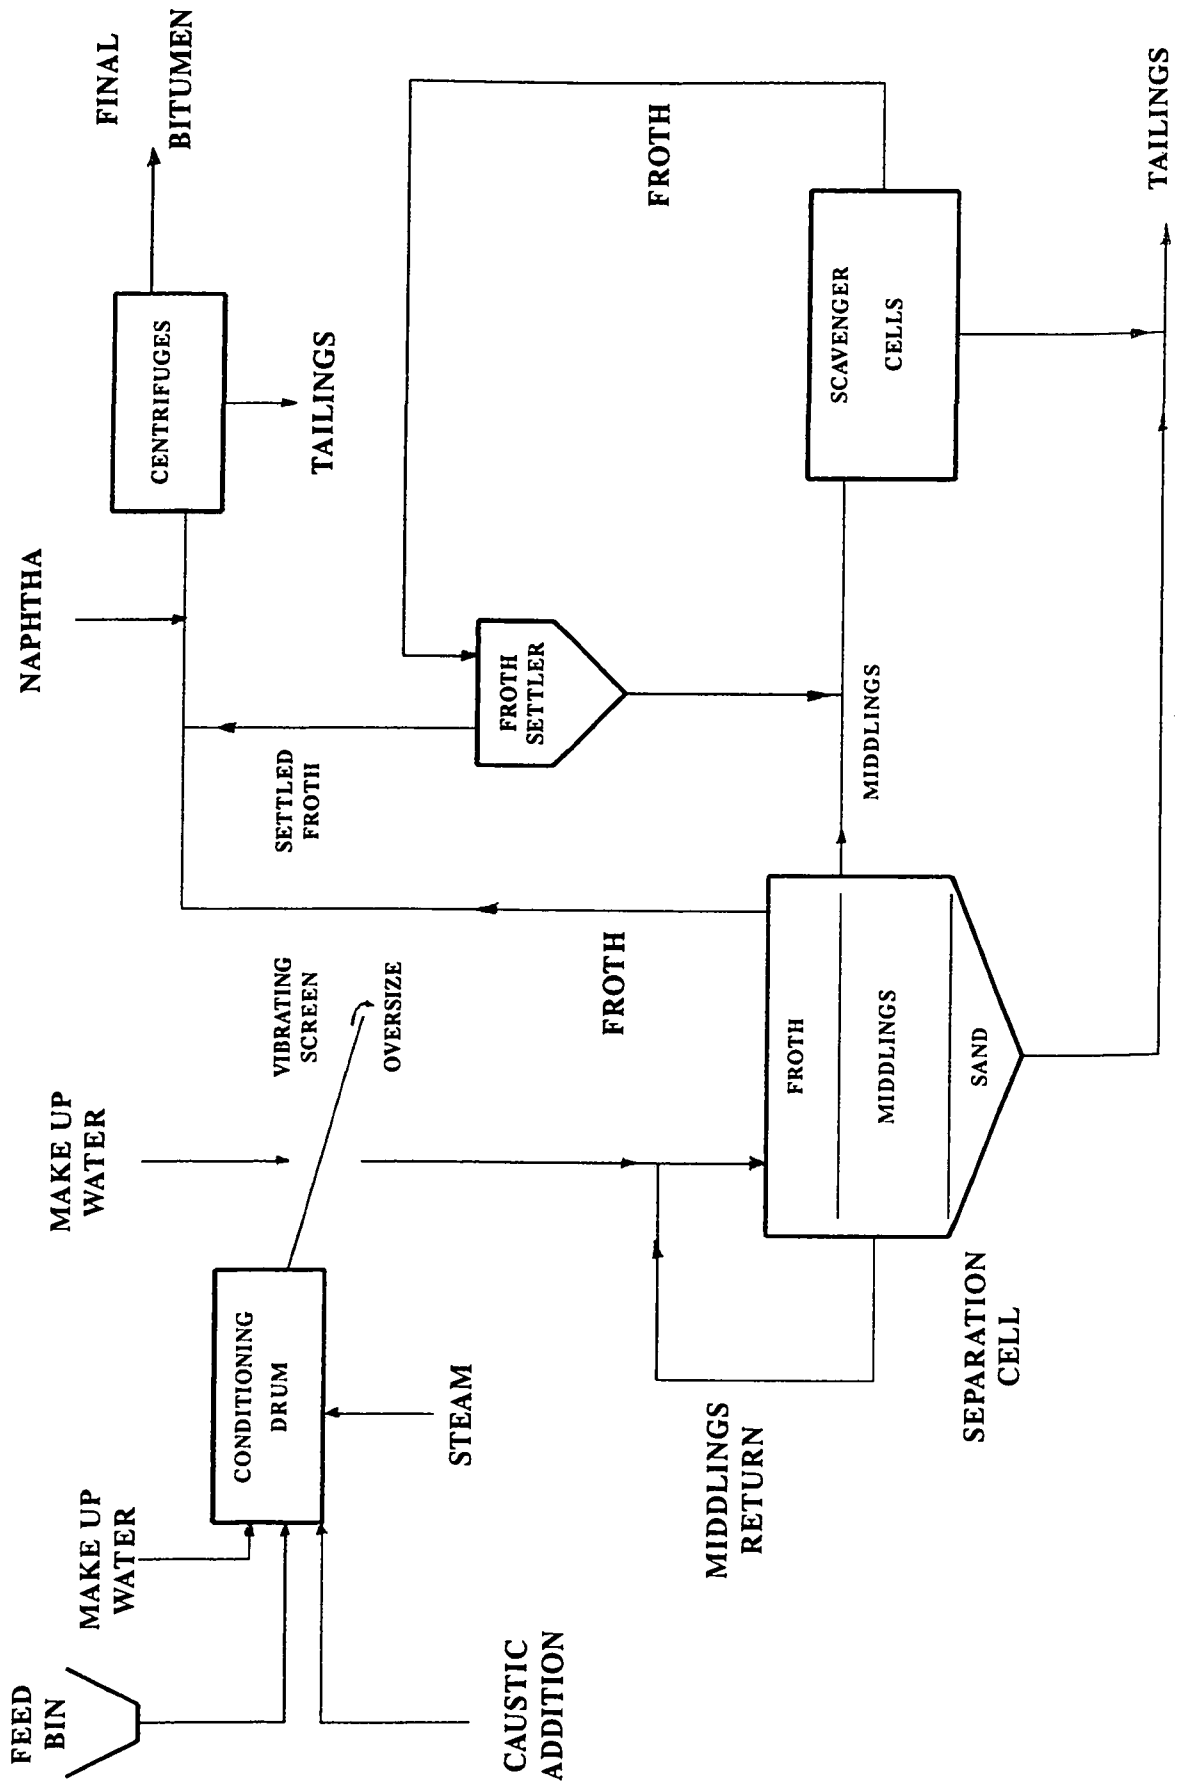 FEED
BIN
MAKE UP
WATER
CONDITIONING
DRUM
STEAM
CAUSTIC
ADDITION
MAKE UP
WATER
VIBRATING
SCREEN
OVERSIZE
MIDDLINGS
RETURN
SEPARATION
CELL
FROTH
MIDDLINGS
SAND
FROTH
SETTLED
FROTH
NAPHTHA
FROTH
SETTLER
MIDDLINGS
CENTRIFUGES
TAILINGS
FINAL
BITUMEN
SCAVENGER
CELLS
FROTH
TAILINGS